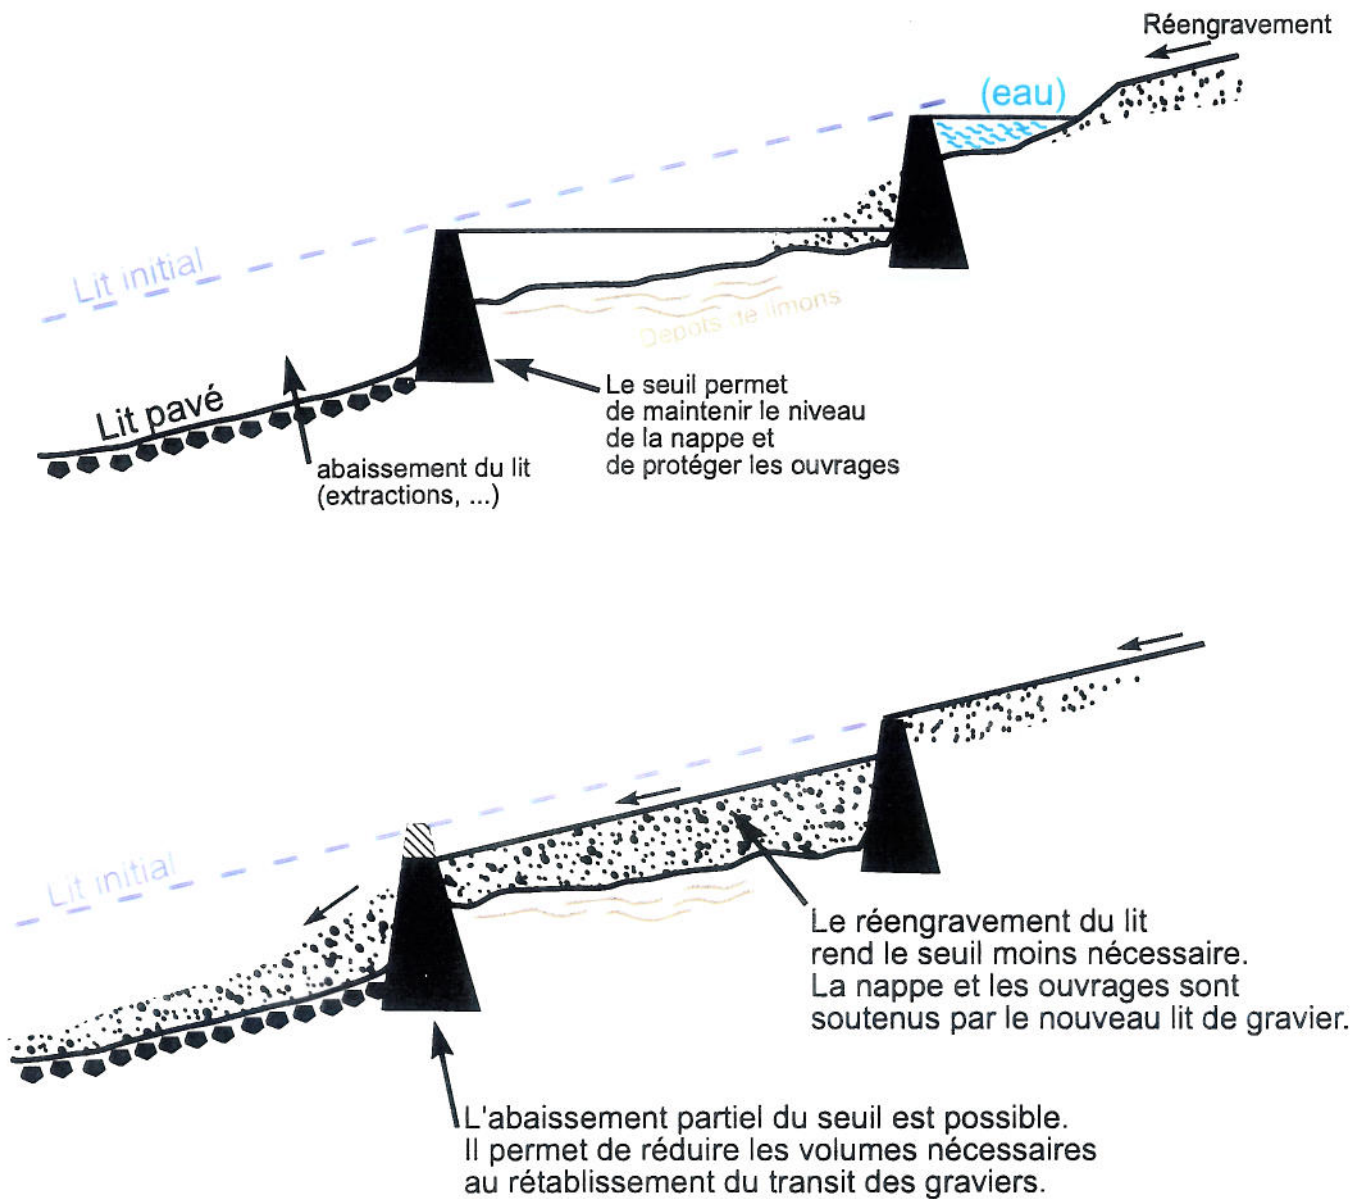 Réengravement
(eau)
Lit initial
Dépôts de limons
Lit pavé
Le seuil permet
de maintenir le niveau
de la nappe et
de protéger les ouvrages
abaissement du lit
(extractions, ...)
Lit initial
Le réengravement du lit
rend le seuil moins nécessaire.
La nappe et les ouvrages sont
soutenus par le nouveau lit de gravier.
L'abaissement partiel du seuil est possible.
Il permet de réduire les volumes nécessaires
au rétablissement du transit des graviers.